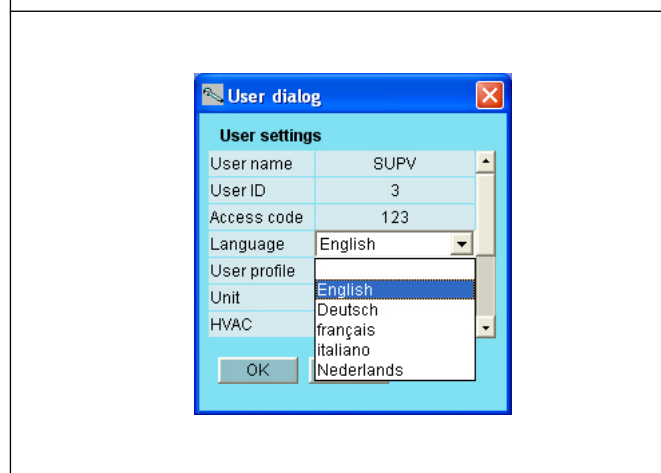 User dialog
User settings
User name SUPV
User ID 3
Access code 123
Language English
User profile
Unit English
HVAC Deutsch
français
italiano
OK Nederlands